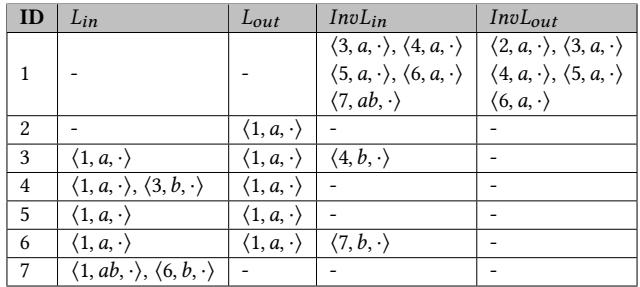 ID L_in L_out InvL_in InvL_out
⟨3, a, ·⟩, ⟨4, a, ·⟩ ⟨2, a, ·⟩, ⟨3, a, ·⟩
1 - - ⟨5, a, ·⟩, ⟨6, a, ·⟩ ⟨4, a, ·⟩, ⟨5, a, ·⟩
⟨7, ab, ·⟩ ⟨6, a, ·⟩
2 - ⟨1, a, ·⟩ - -
3 ⟨1, a, ·⟩ ⟨1, a, ·⟩ ⟨4, b, ·⟩ -
4 ⟨1, a, ·⟩, ⟨3, b, ·⟩ ⟨1, a, ·⟩ - -
5 ⟨1, a, ·⟩ ⟨1, a, ·⟩ - -
6 ⟨1, a, ·⟩ ⟨1, a, ·⟩ ⟨7, b, ·⟩ -
7 ⟨1, ab, ·⟩, ⟨6, b, ·⟩ - - -